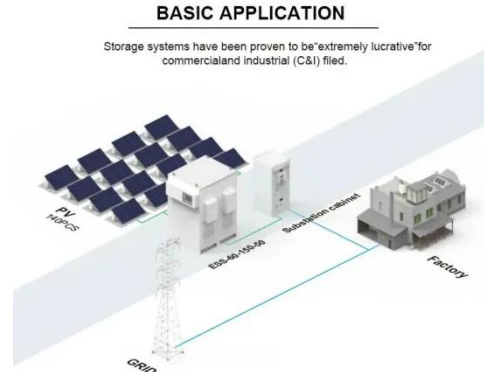 BASIC APPLICATION
Storage systems have been proven to be“extremely lucrative”for
commercialand industrial (C&I) filed.
PV
140PCS
ESS-60-150-50
Substation cabinet
Factory
GRID